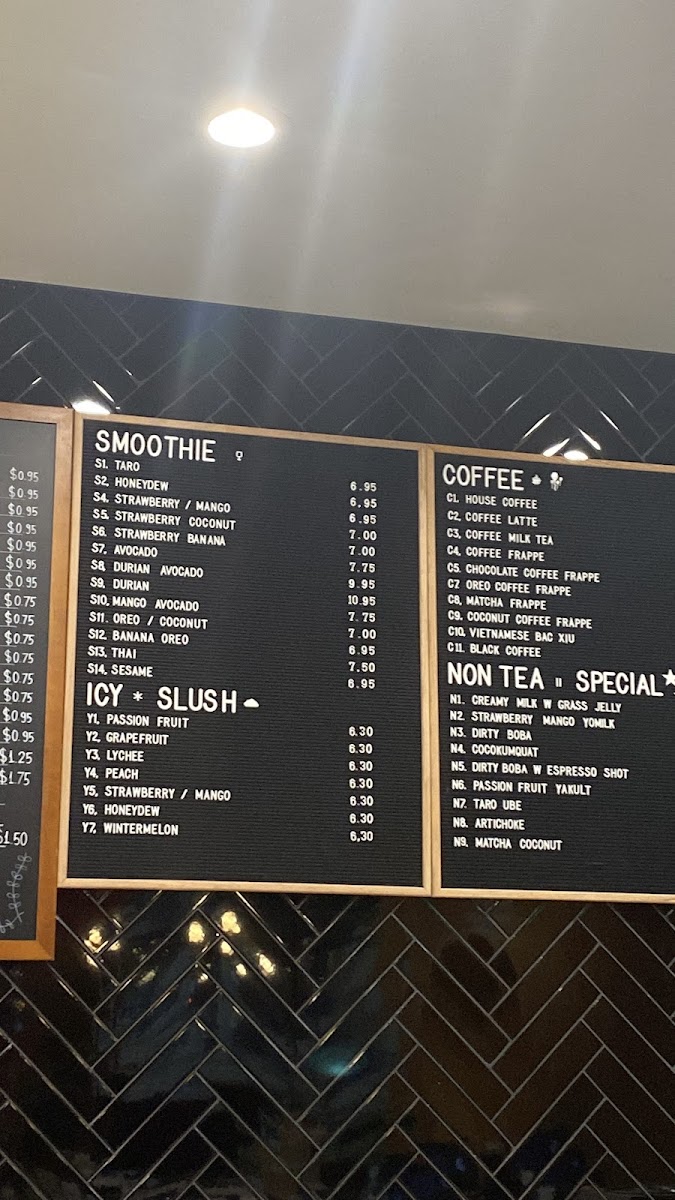 $0.95
$0.95
$0.95
$0.95
$0.95
$0.95
$0.95
$0.75
$0.75
$0.75
$0.75
$0.75
$0.75
$0.95
$0.95
$1.25
$1.75
$1.50
SMOOTHIE
S1. TARO 6.95
S2. HONEYDEW 6.95
S4. STRAWBERRY / MANGO 6.95
S5. STRAWBERRY COCONUT 7.00
S6. STRAWBERRY BANANA 7.00
S7. AVOCADO 7.75
S8. DURIAN AVOCADO 9.95
S9. DURIAN 10.95
S10. MANGO AVOCADO 7.75
S11. OREO / COCONUT 7.00
S12. BANANA OREO 6.95
S13. THAI 7.50
S14. SESAME 6.95
ICY * SLUSH
Y1. PASSION FRUIT 6.30
Y2. GRAPEFRUIT 6.30
Y3. LYCHEE 6.30
Y4. PEACH 6.30
Y5. STRAWBERRY / MANGO 6.30
Y6. HONEYDEW 6.30
Y7. WINTERMELON 6.30
COFFEE
C1. HOUSE COFFEE
C2. COFFEE LATTE
C3. COFFEE MILK TEA
C4. COFFEE FRAPPE
C5. CHOCOLATE COFFEE FRAPPE
C7 OREO COFFEE FRAPPE
C8. MATCHA FRAPPE
C9. COCONUT COFFEE FRAPPE
C10. VIETNAMESE BAC XIU
C11. BLACK COFFEE
NON TEA SPECIAL
N1. CREAMY MILK W GRASS JELLY
N2. STRAWBERRY MANGO YOMILK
N3. DIRTY BOBA
N4. COCOKUMQUAT
N5. DIRTY BOBA W ESPRESSO SHOT
N6. PASSION FRUIT YAKULT
N7. TARO UBE
N8. ARTICHOKE
N9. MATCHA COCONUT